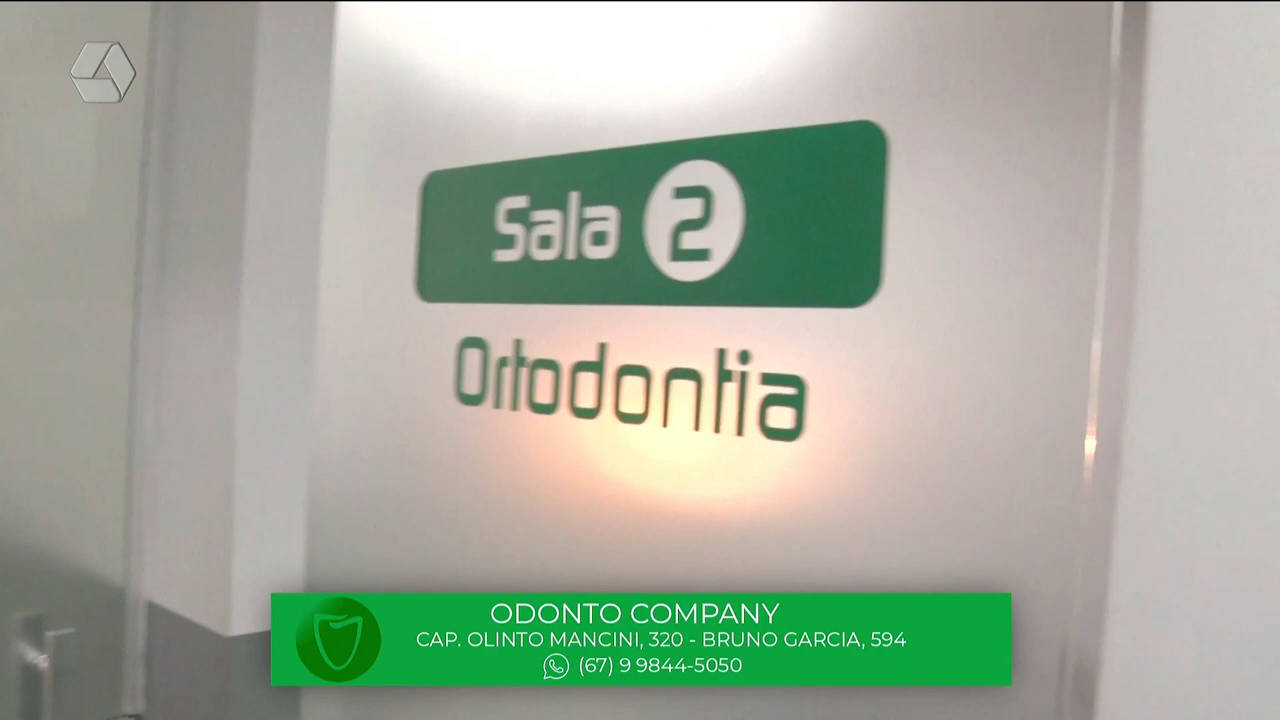 Sala 2
Ortodontia
ODONTO COMPANY
CAP. OLINTO MANCINI, 320 - BRUNO GARCIA, 594
(67) 9 9844-5050